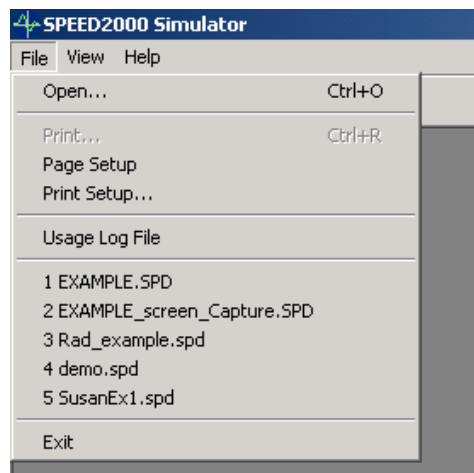 SPEED2000 Simulator
File View Help
Open... Ctrl+O
Print... Ctrl+R
Page Setup
Print Setup...
Usage Log File
1 EXAMPLE.SPD
2 EXAMPLE_screen_Capture.SPD
3 Rad_example.spd
4 demo.spd
5 SusanEx1.spd
Exit